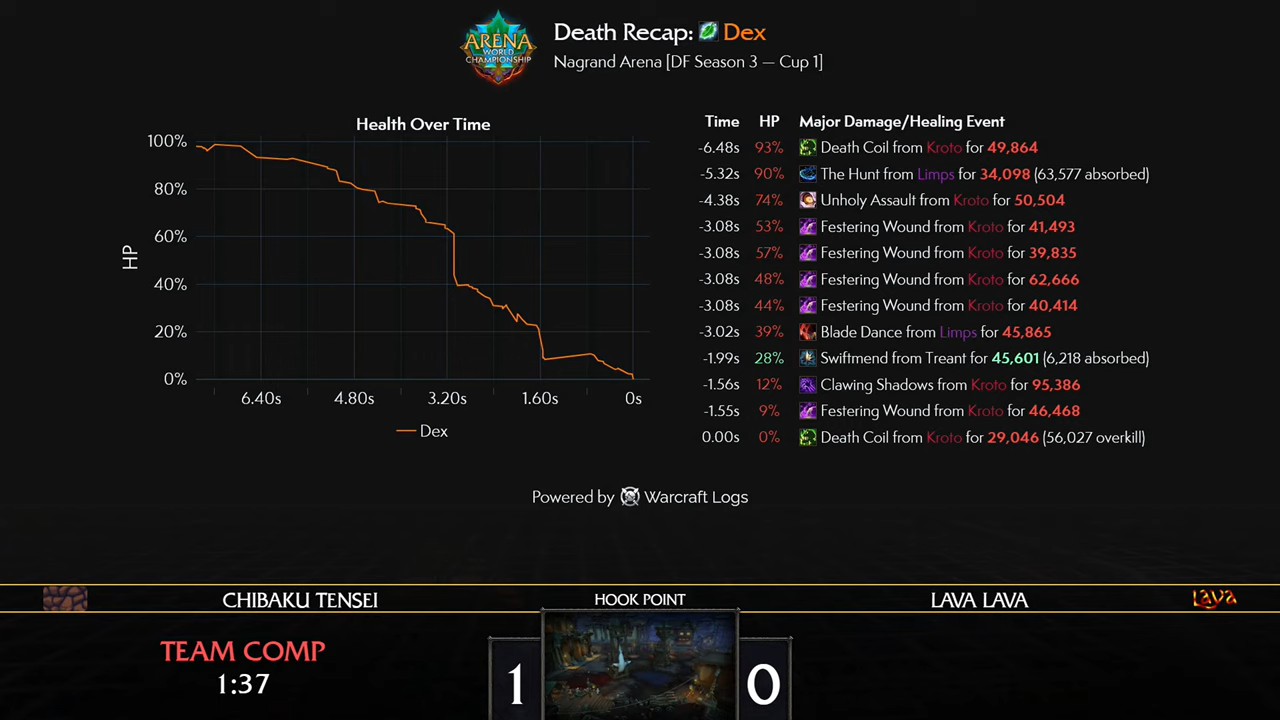 ARENA
WORLD
CHAMPIONSHIP
Death Recap: Dex
Nagrand Arena [DF Season 3 — Cup 1]
Health Over Time
100%
80%
60%
40%
20%
0%
HP
6.40s 4.80s 3.20s 1.60s 0s
Dex
Time HP Major Damage/Healing Event
-6.48s 93% Death Coil from Kroto for 49,864
-5.32s 90% The Hunt from Limps for 34,098 (63,577 absorbed)
-4.38s 74% Unholy Assault from Kroto for 50,504
-3.08s 53% Festering Wound from Kroto for 41,493
-3.08s 57% Festering Wound from Kroto for 39,835
-3.08s 48% Festering Wound from Kroto for 62,666
-3.08s 44% Festering Wound from Kroto for 40,414
-3.02s 39% Blade Dance from Limps for 45,865
-1.99s 28% Swiftmend from Treant for 45,601 (6,218 absorbed)
-1.56s 12% Clawing Shadows from Kroto for 95,386
-1.55s 9% Festering Wound from Kroto for 46,468
0.00s 0% Death Coil from Kroto for 29,046 (56,027 overkill)
Powered by Warcraft Logs
CHIBAKU TENSEI HOOK POINT LAVA LAVA Lava
TEAM COMP
1:37
1 0